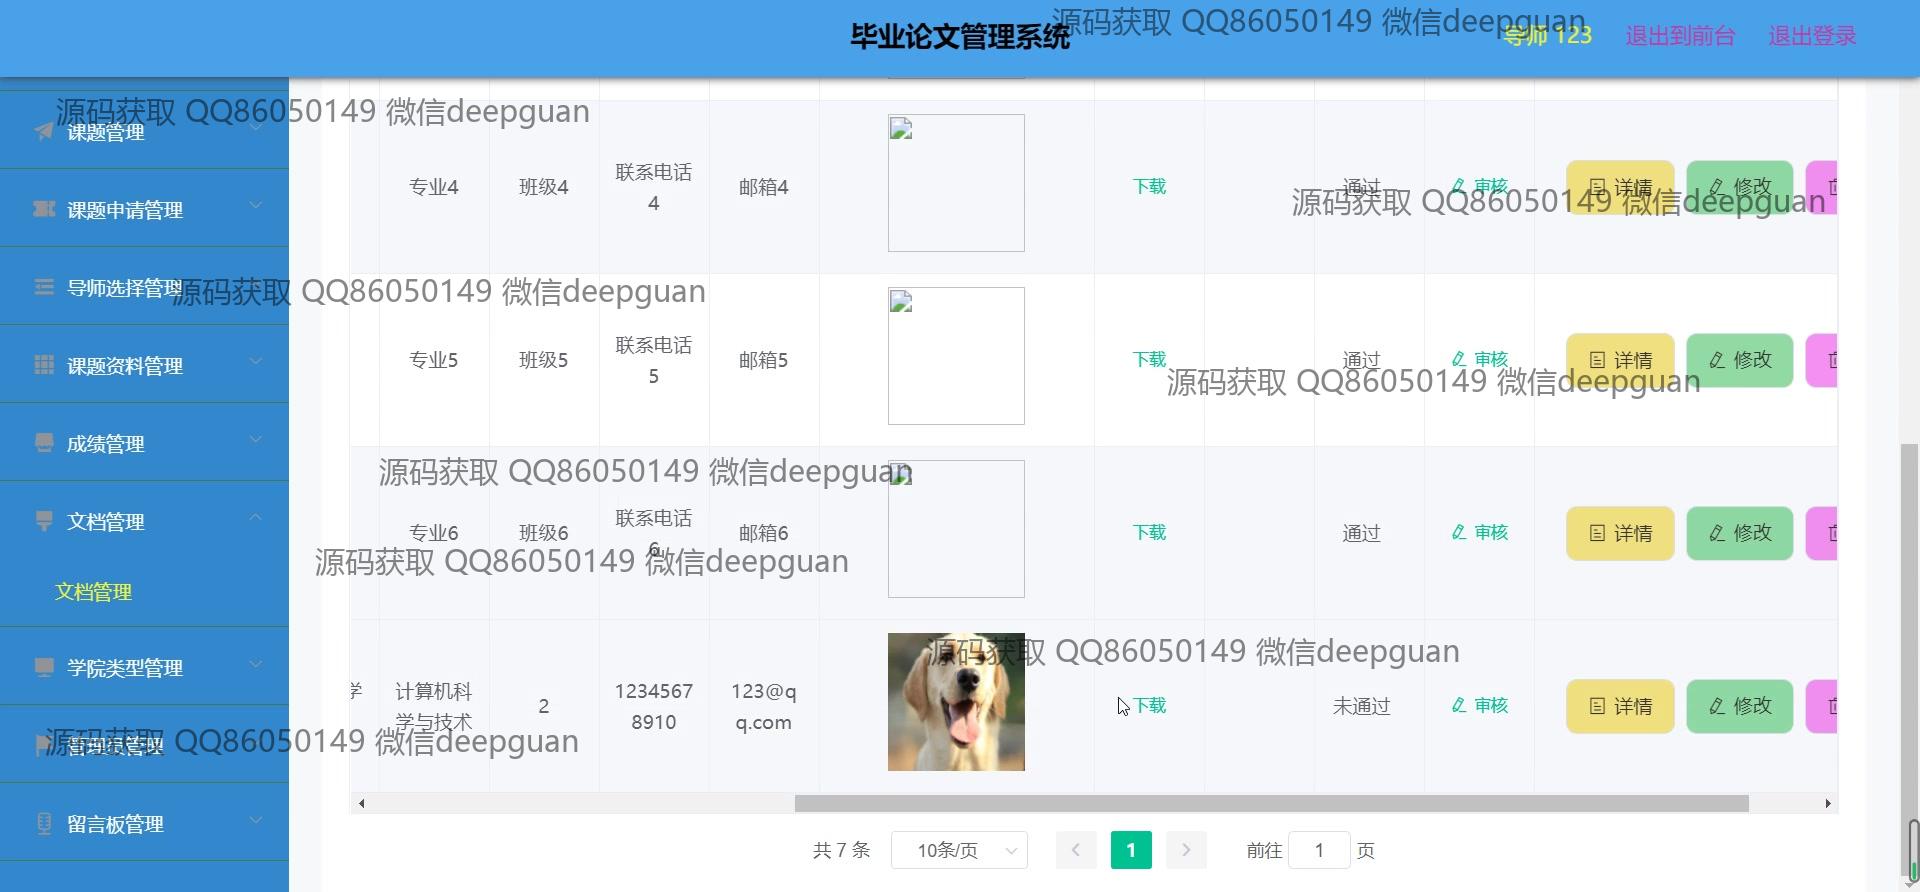 毕业论文管理系统
源码获取 QQ86050149 微信deepguan
导师 123
退出到前台
退出登录
源码获取 QQ86050149 微信deepguan
课题管理
课题申请管理
导师选择管理
课题资料管理
成绩管理
文档管理
文档管理
学院类型管理
管理员管理
留言板管理
专业4 班级4 联系电话4 邮箱4 下载 通过 审核 详情 修改
源码获取 QQ86050149 微信deepguan
源码获取 QQ86050149 微信deepguan
专业5 班级5 联系电话5 邮箱5 下载 通过 审核 详情 修改
源码获取 QQ86050149 微信deepguan
源码获取 QQ86050149 微信deepguan
专业6 班级6 联系电话6 邮箱6 下载 通过 审核 详情 修改
源码获取 QQ86050149 微信deepguan
源码获取 QQ86050149 微信deepguan
学 计算机科学与技术 2 12345678910 123@qq.com 下载 未通过 审核 详情 修改
源码获取 QQ86050149 微信deepguan
共 7 条 10条/页 1 前往 1 页